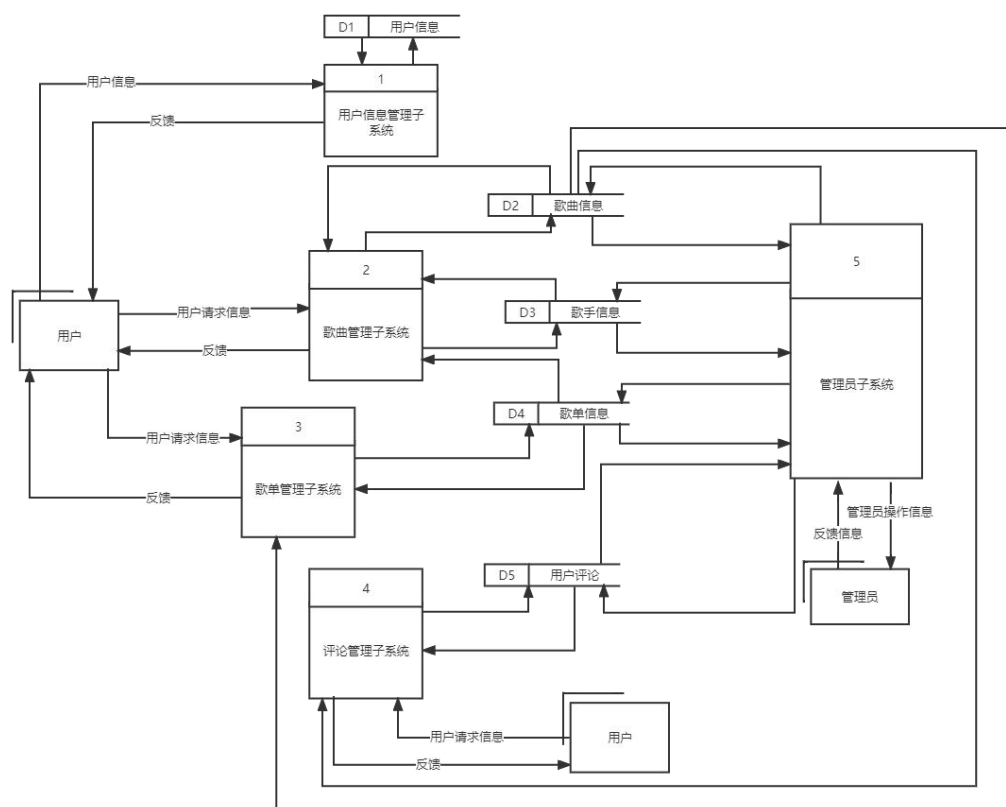 D1 用户信息
1
用户信息
用户信息管理子
系统
反馈
D2 歌曲信息
2
5
用户请求信息
D3 歌手信息
用户
歌曲管理子系统
反馈
管理员子系统
D4 歌单信息
3
用户请求信息
歌单管理子系统
反馈
管理员操作信息
反馈信息
D5 用户评论
4
管理员
评论管理子系统
用户请求信息
用户
反馈